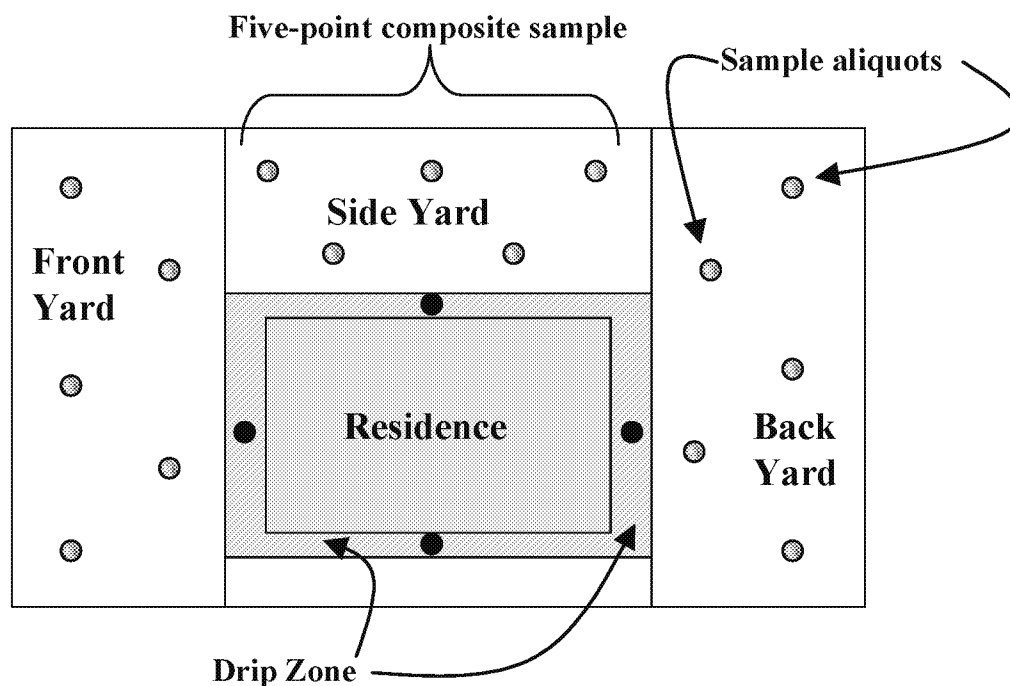 Five-point composite sample
Sample aliquots
Side Yard
Front
Yard
Residence
Back
Yard
Drip Zone